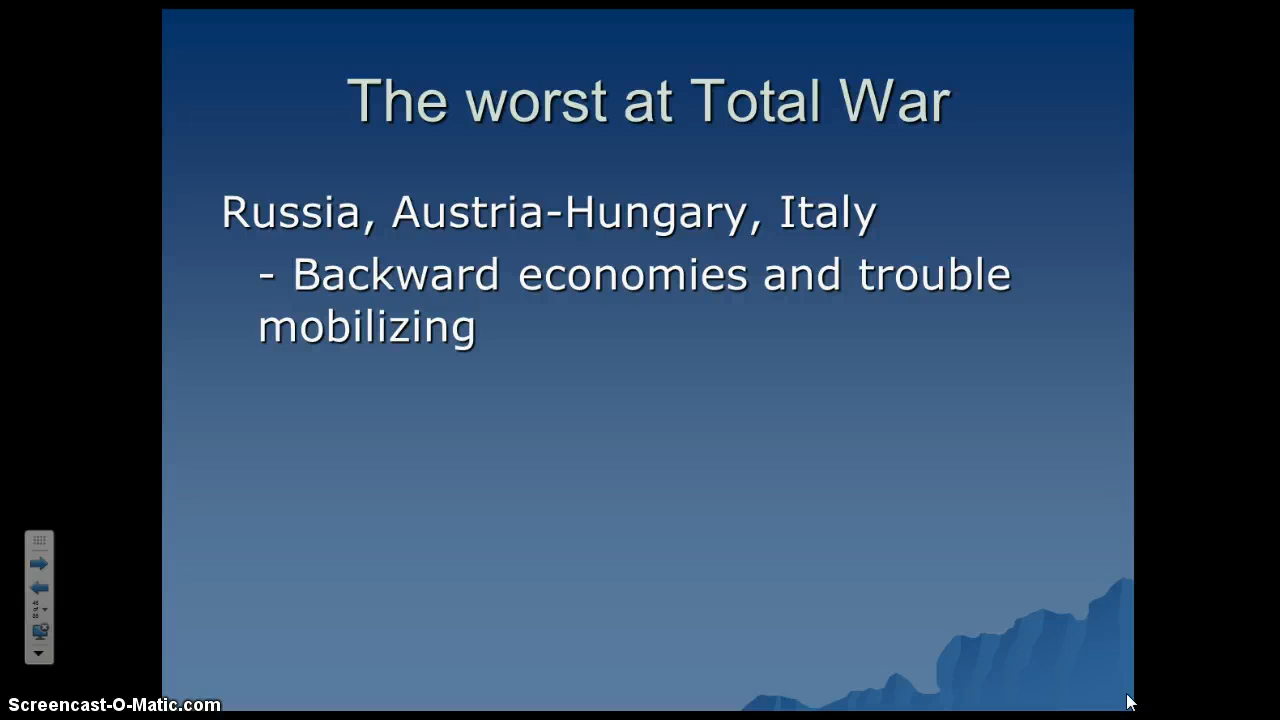 The worst at Total War
Russia, Austria-Hungary, Italy
- Backward economies and trouble
mobilizing
Screencast-O-Matic.com